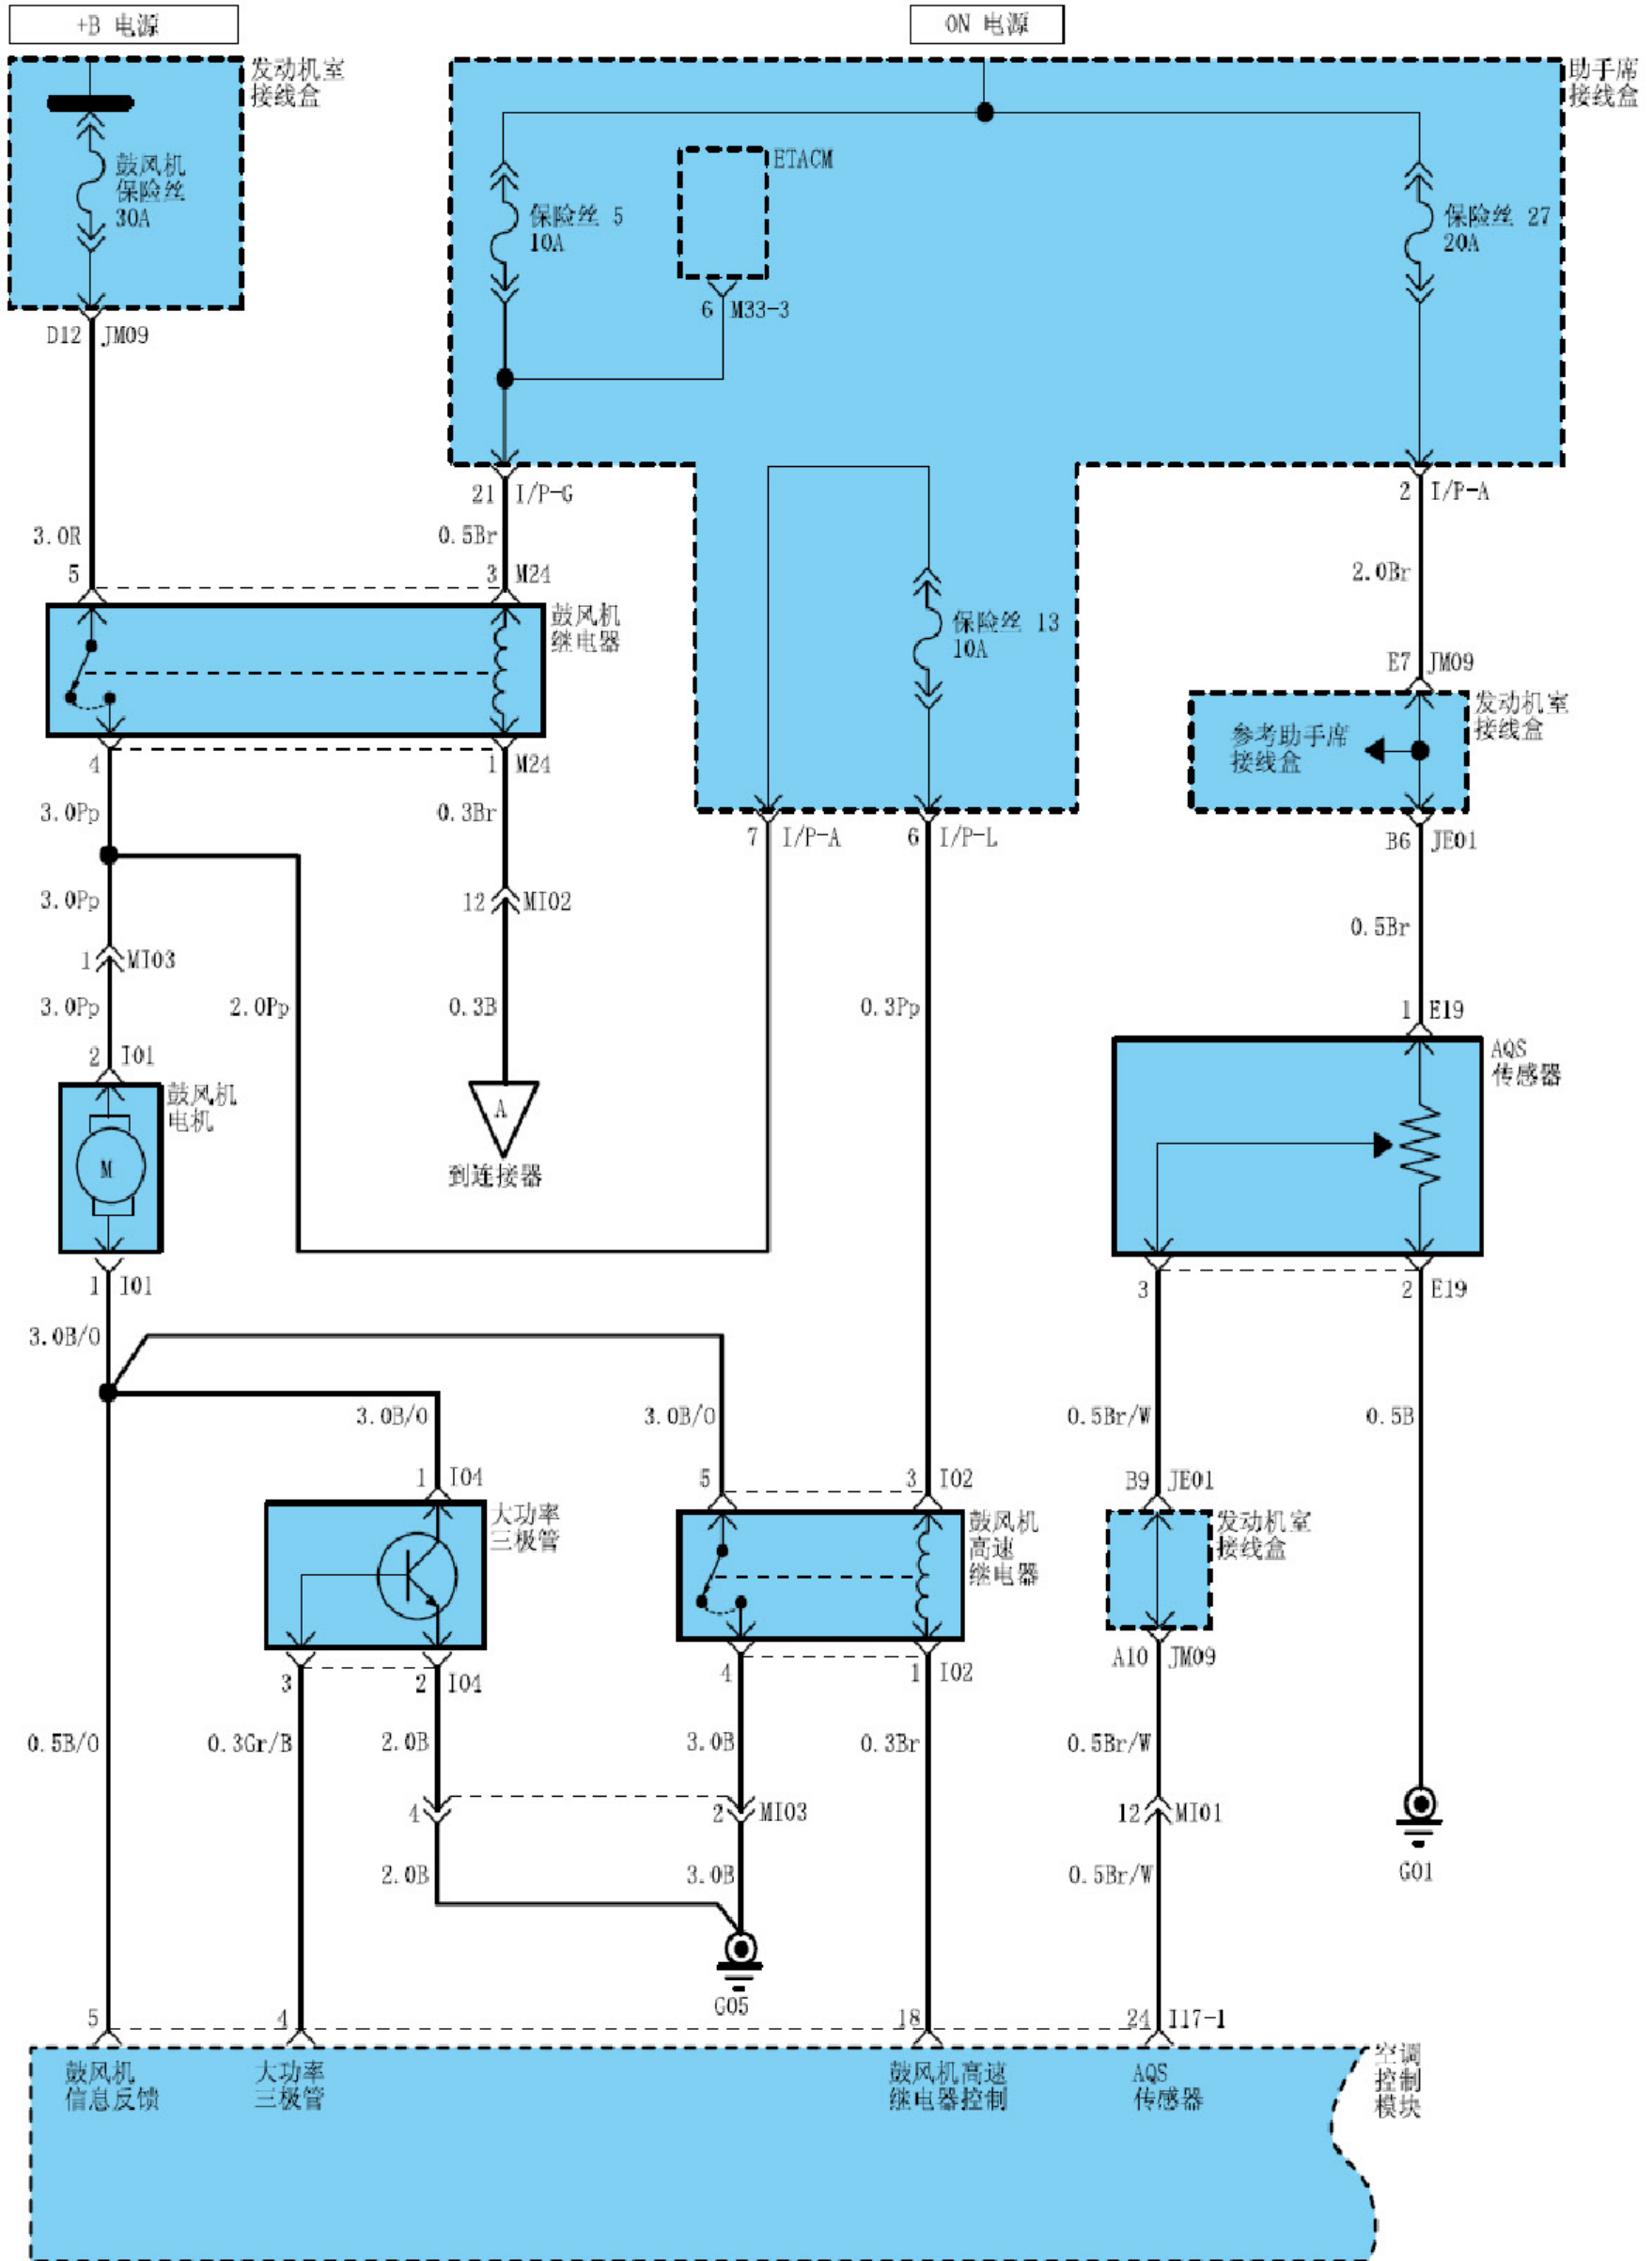 +B 电源
ON 电源
发动机室
接线盒
助手席
接线盒
鼓风机
保险丝
30A
ETACM
保险丝 5
10A
保险丝 27
20A
6 M33-3
D12 JM09
21 I/P-G
2 I/P-A
3.0R
0.5Br
2.0Br
5
3 M24
鼓风机
继电器
保险丝 13
10A
E7 JM09
发动机室
接线盒
参考助手席
接线盒
4
1 M24
3.0Pp
0.3Br
7 I/P-A
6 I/P-L
B6 JE01
3.0Pp
12 MI02
0.5Br
1 MI03
3.0Pp
2.0Pp
0.3B
0.3Pp
1 E19
2 I01
AQS
传感器
鼓风机
电机
M
A
到连接器
1 I01
3
2 E19
3.0B/O
3.0B/O
3.0B/O
0.5Br/W
0.5B
1 I04
5
3 I02
B9 JE01
大功率
三极管
鼓风机
高速
继电器
发动机室
接线盒
3
2 I04
4
1 I02
A10 JM09
0.5B/O
0.3Gr/B
2.0B
3.0B
0.3Br
0.5Br/W
4
2 MI03
12 MI01
2.0B
3.0B
0.5Br/W
G01
G05
5
4
18
24 I17-1
鼓风机
信息反馈
大功率
三极管
鼓风机高速
继电器控制
AQS
传感器
空调
控制
模块